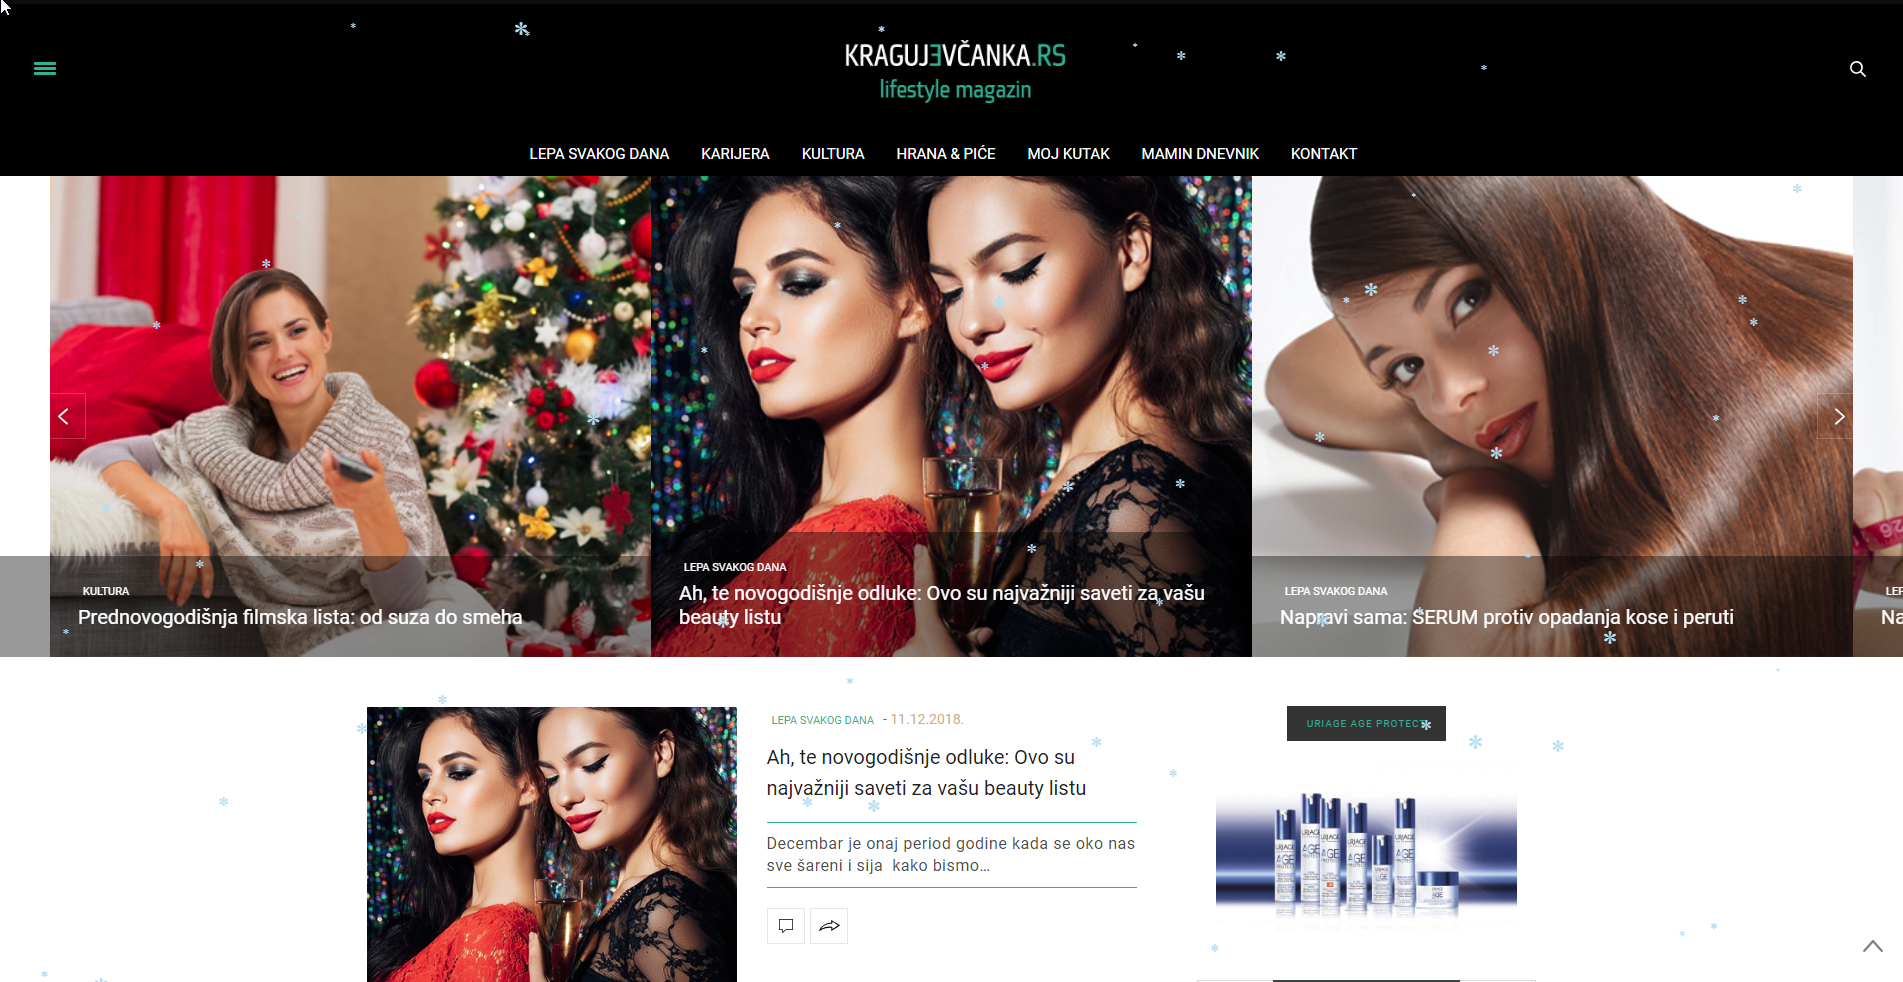 KRAGUJEVČANKA.RS
lifestyle magazin
LEPA SVAKOG DANA KARIJERA KULTURA HRANA & PIĆE MOJ KUTAK MAMIN DNEVNIK KONTAKT
KULTURA
Prednovogodišnja filmska lista: od suza do smeha
LEPA SVAKOG DANA
Ah, te novogodišnje odluke: Ovo su najvažniji saveti za vašu
beauty listu
LEPA SVAKOG DANA
Napravi sama: SERUM protiv opadanja kose i peruti
LEPA SVAKOG DANA - 11.12.2018.
Ah, te novogodišnje odluke: Ovo su
najvažniji saveti za vašu beauty listu
Decembar je onaj period godine kada se oko nas
sve šareni i sija kako bismo…
URIAGE AGE PROTECT